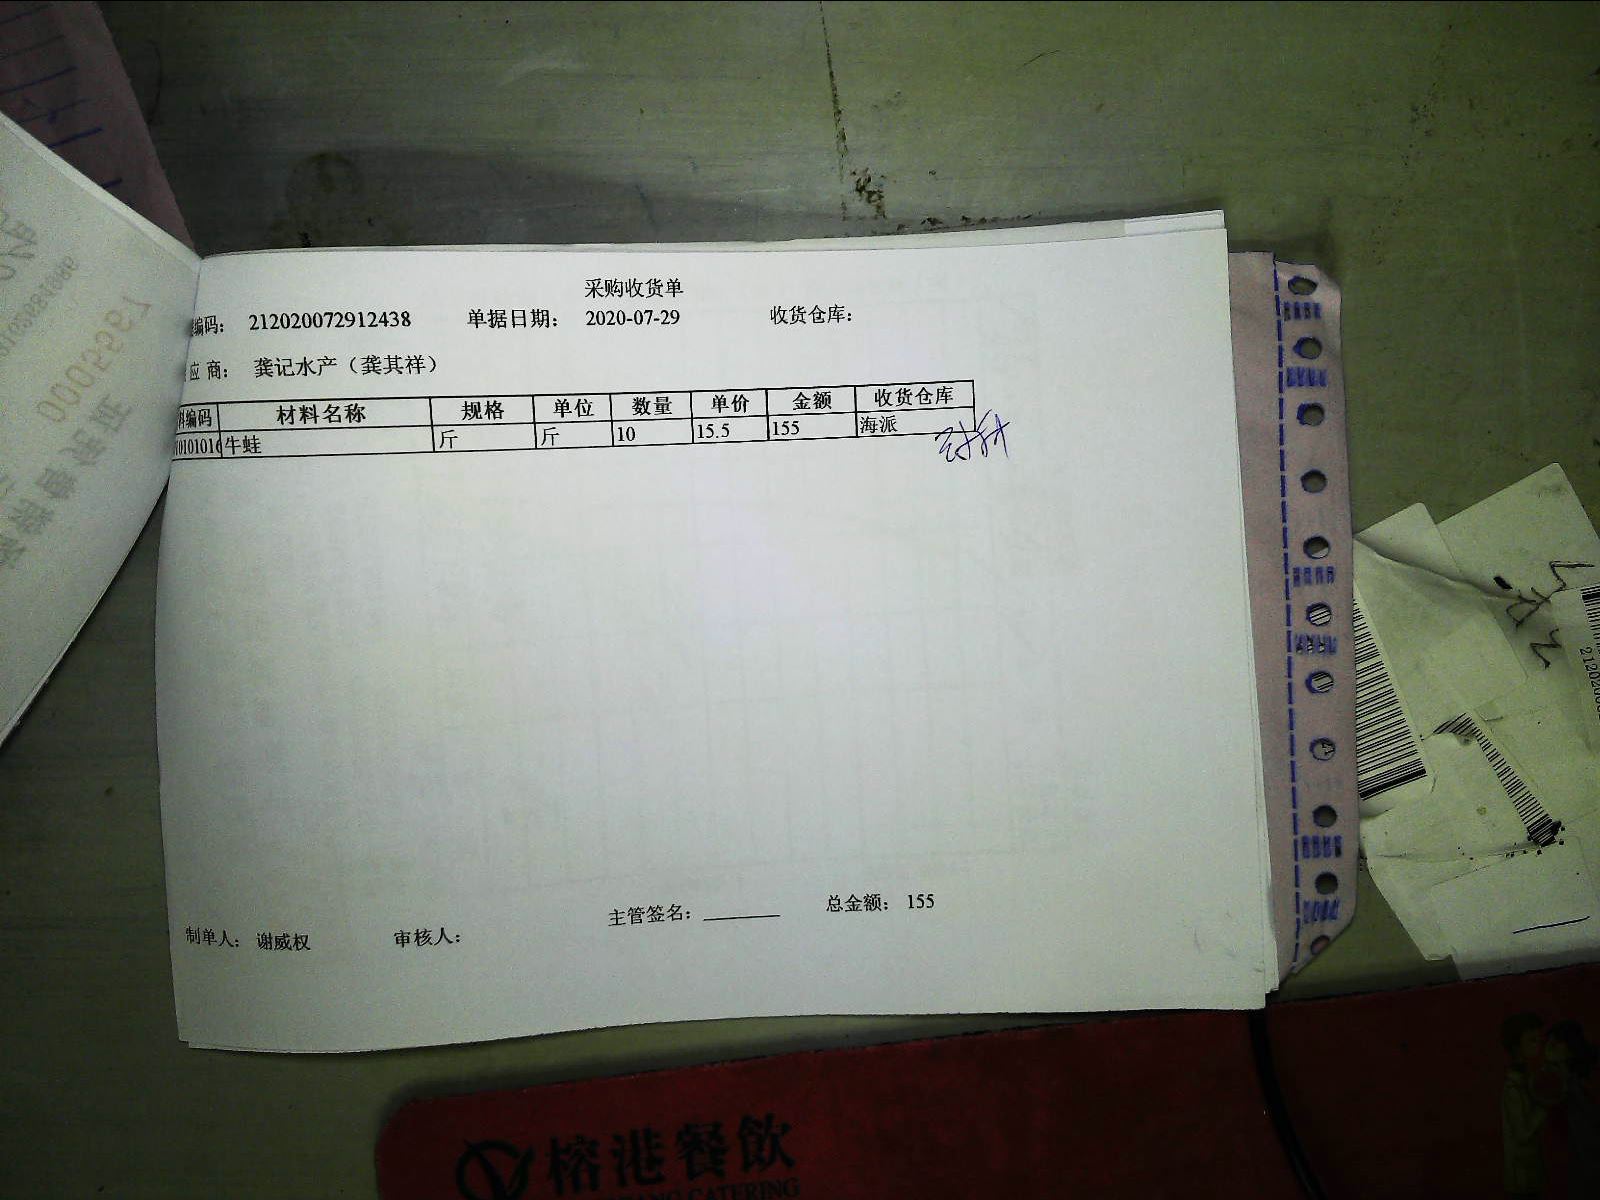 采购收货单
编码： 212020072912438 单据日期： 2020-07-29 收货仓库：
应 商： 龚记水产（龚其祥）
料编码 材料名称 规格 单位 数量 单价 金额 收货仓库
牛蛙 斤 斤 10 15.5 155 海派
主管签名： 总金额： 155
制单人： 谢威权 审核人：
榕港餐飲
CATERING